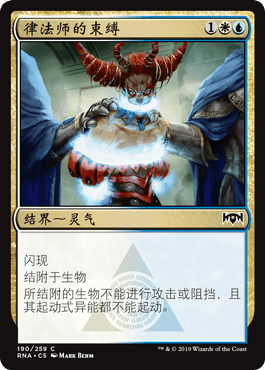 律法师的束缚 1
结界～灵气
闪现
结附于生物
所结附的生物不能进行攻击或阻挡，且
其起动式异能都不能起动。
190/259 C
RNA • CS MARK BEHM
™ & © 2019 Wizards of the Coast